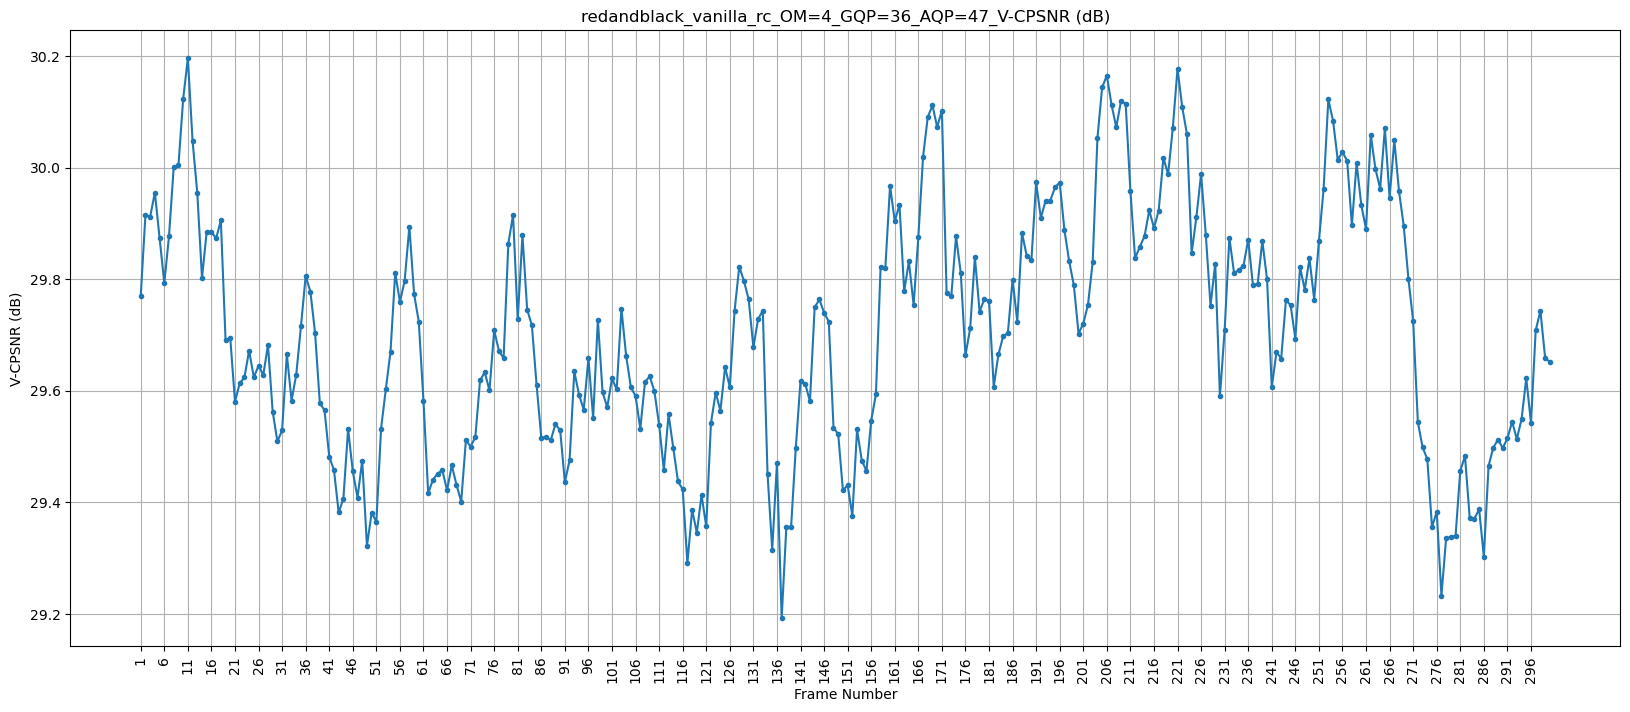 redandblack_vanilla_rc_OM=4_GQP=36_AQP=47_V-CPSNR (dB)
V-CPSNR (dB)
30.2
30.0
29.8
29.6
29.4
29.2
1 6 11 16 21 26 31 36 41 46 51 56 61 66 71 76 81 86 91 96 101 106 111 116 121 126 131 136 141 146 151 156 161 166 171 176 181 186 191 196 201 206 211 216 221 226 231 236 241 246 251 256 261 266 271 276 281 286 291 296
Frame Number